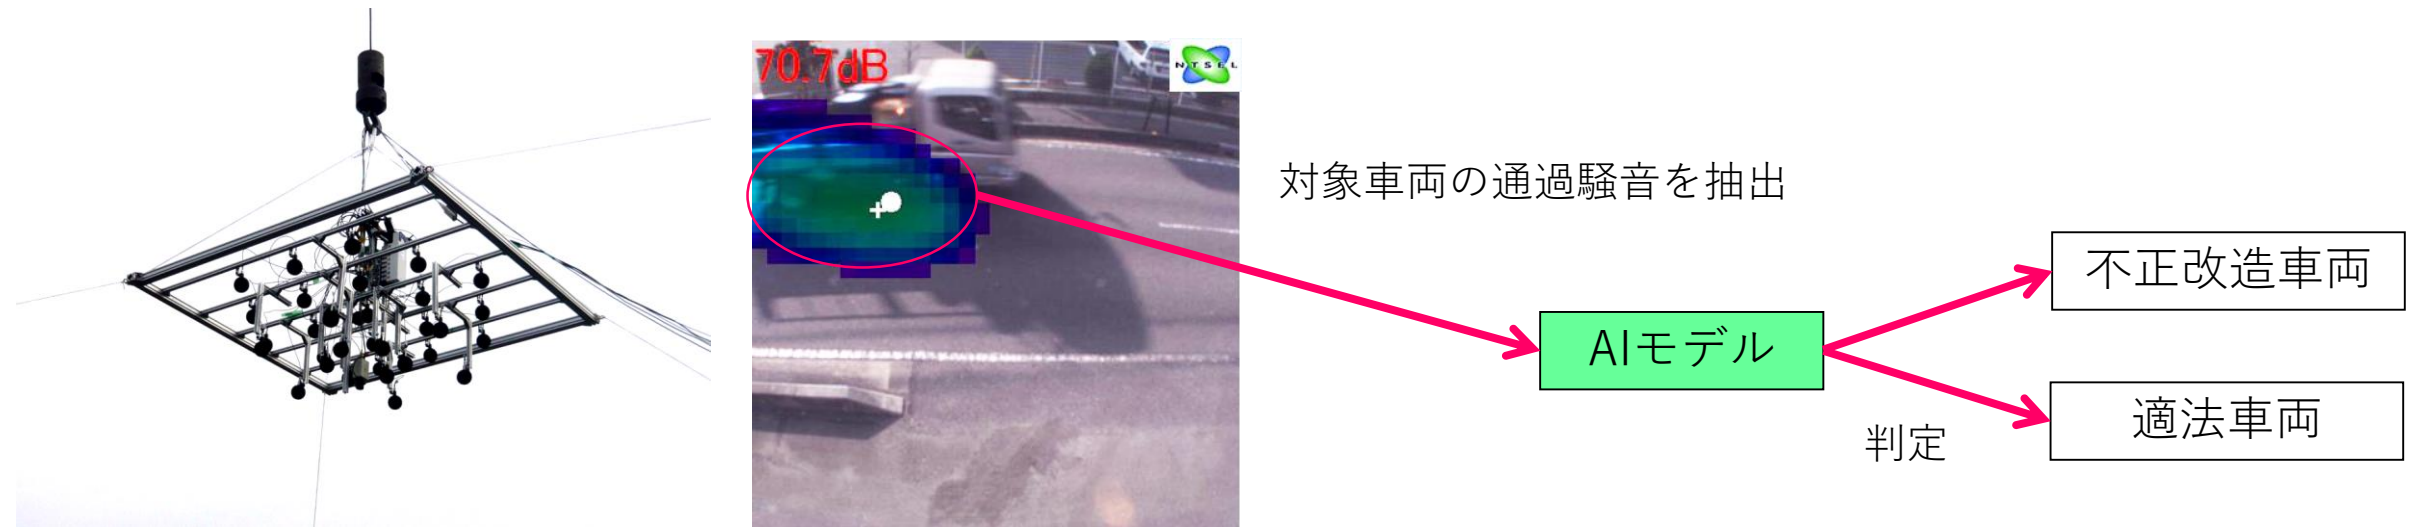 70.7dB
NTSEL
対象車両の通過騒音を抽出
不正改造車両
AIモデル
適法車両
判定